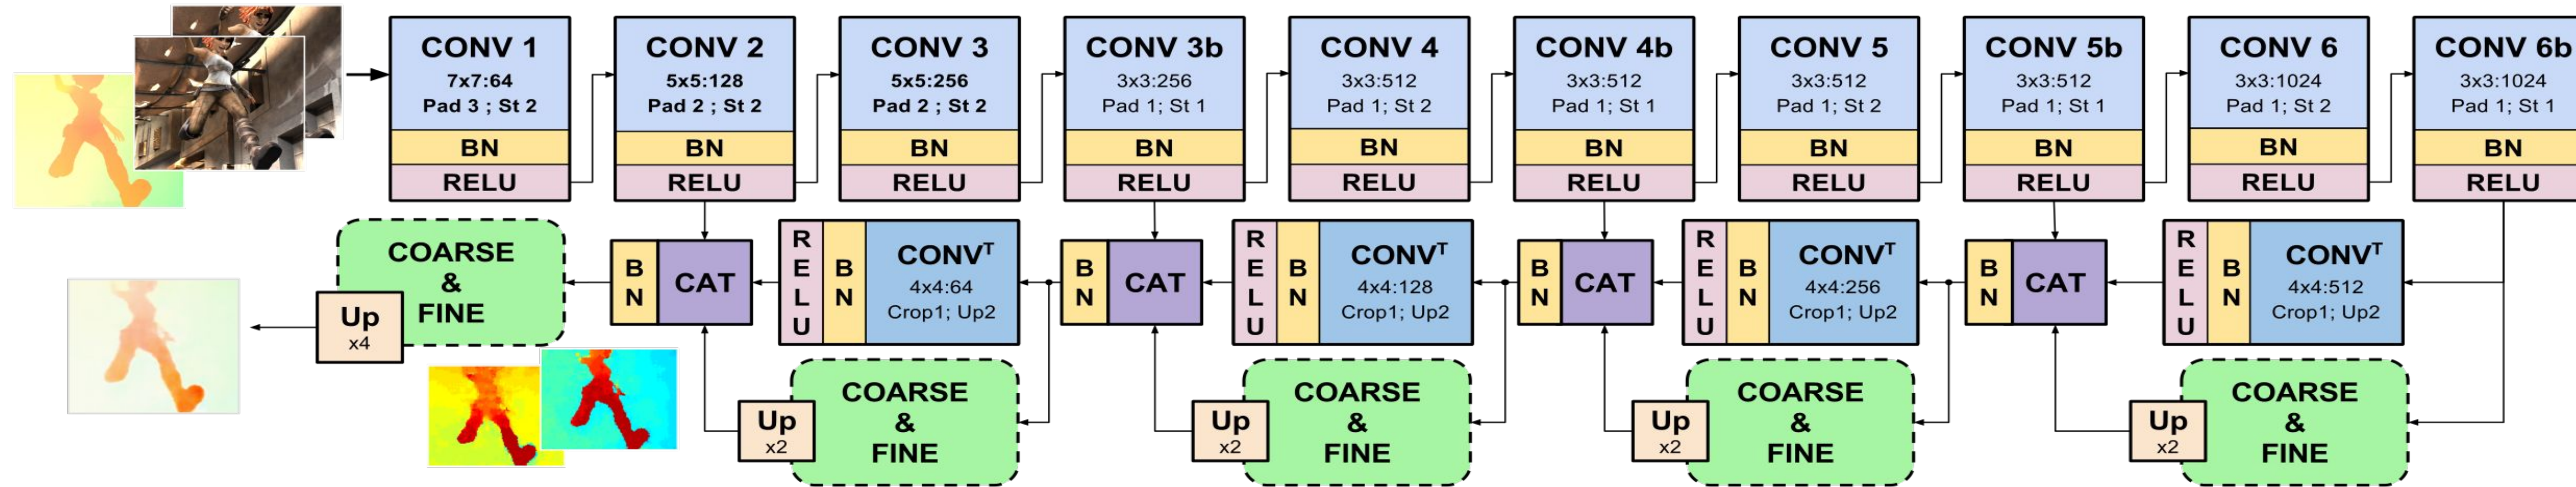 CONV 1
7x7:64
Pad 3 ; St 2
BN
RELU
CONV 2
5x5:128
Pad 2 ; St 2
BN
RELU
CONV 3
5x5:256
Pad 2 ; St 2
BN
RELU
CONV 3b
3x3:256
Pad 1; St 1
BN
RELU
CONV 4
3x3:512
Pad 1; St 2
BN
RELU
CONV 4b
3x3:512
Pad 1; St 1
BN
RELU
CONV 5
3x3:512
Pad 1; St 2
BN
RELU
CONV 5b
3x3:512
Pad 1; St 1
BN
RELU
CONV 6
3x3:1024
Pad 1; St 2
BN
RELU
CONV 6b
3x3:1024
Pad 1; St 1
BN
RELU
COARSE
&
FINE
Up
x4
BN
CAT
RELU
BN
CONVᵀ
4x4:64
Crop1; Up2
BN
CAT
RELU
BN
CONVᵀ
4x4:128
Crop1; Up2
BN
CAT
RELU
BN
CONVᵀ
4x4:256
Crop1; Up2
BN
CAT
RELU
BN
CONVᵀ
4x4:512
Crop1; Up2
COARSE
&
FINE
Up
x2
COARSE
&
FINE
Up
x2
COARSE
&
FINE
Up
x2
COARSE
&
FINE
Up
x2